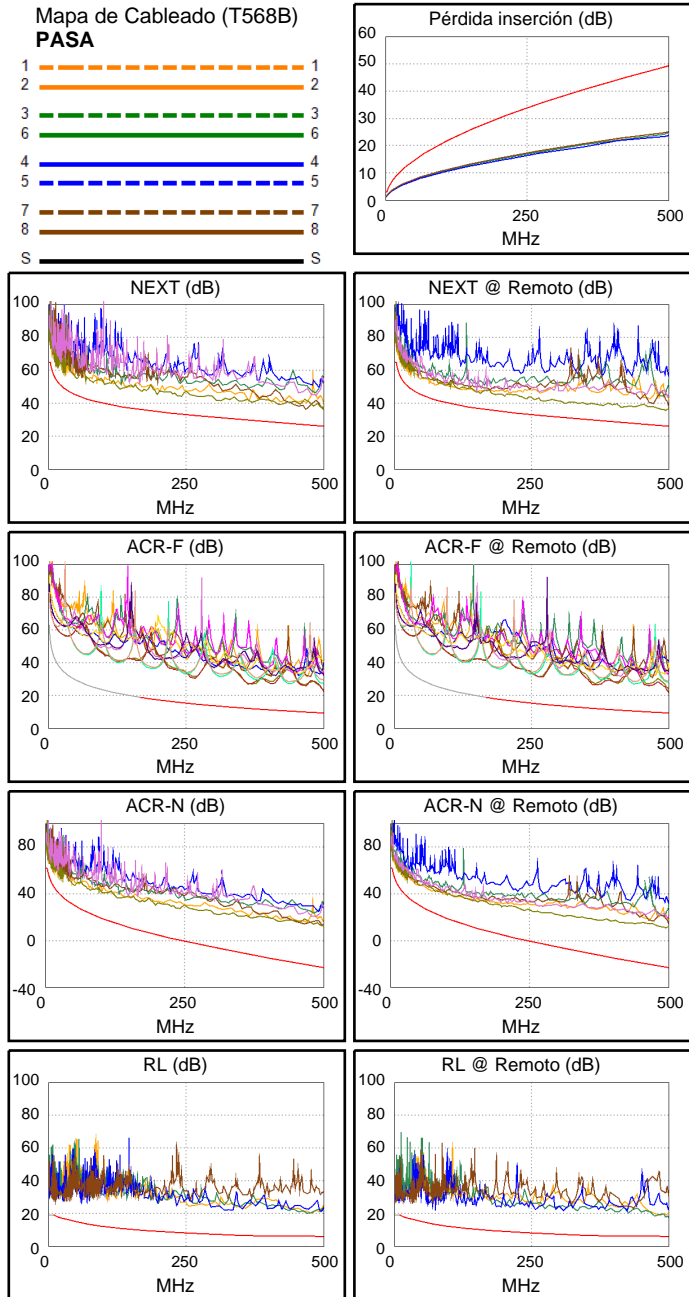 Mapa de Cableado (T568B)
PASA
1 1
2 2
3 3
6 6
4 4
5 5
7 7
8 8
S S
Pérdida inserción (dB)
60
50
40
30
20
10
0
0 250 500
MHz
NEXT (dB)
100
80
60
40
20
0
0 250 500
MHz
NEXT @ Remoto (dB)
100
80
60
40
20
0
0 250 500
MHz
ACR-F (dB)
100
80
60
40
20
0
0 250 500
MHz
ACR-F @ Remoto (dB)
100
80
60
40
20
0
0 250 500
MHz
ACR-N (dB)
80
40
0
-40
0 250 500
MHz
ACR-N @ Remoto (dB)
80
40
0
-40
0 250 500
MHz
RL (dB)
100
80
60
40
20
0
0 250 500
MHz
RL @ Remoto (dB)
100
80
60
40
20
0
0 250 500
MHz